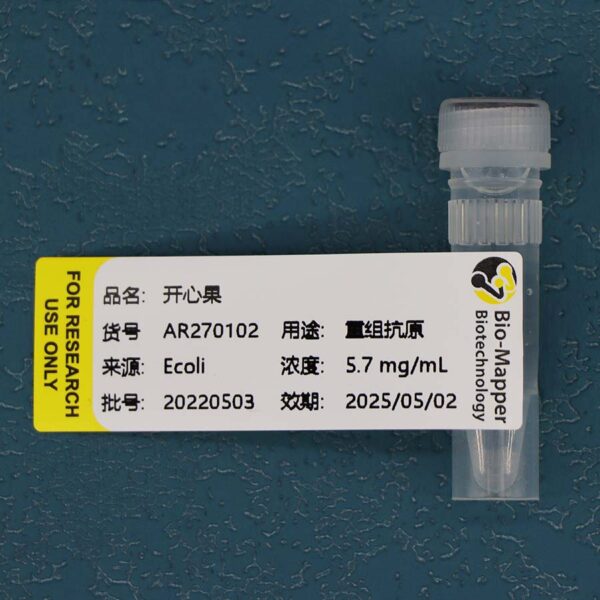 FOR RESEARCH
USE ONLY
品名: 开心果
货号 AR270102 用途: 重组抗原
来源: Ecoli 浓度: 5.7 mg/mL
批号: 20220503 效期: 2025/05/02
Bio-Mapper
Biotechnology